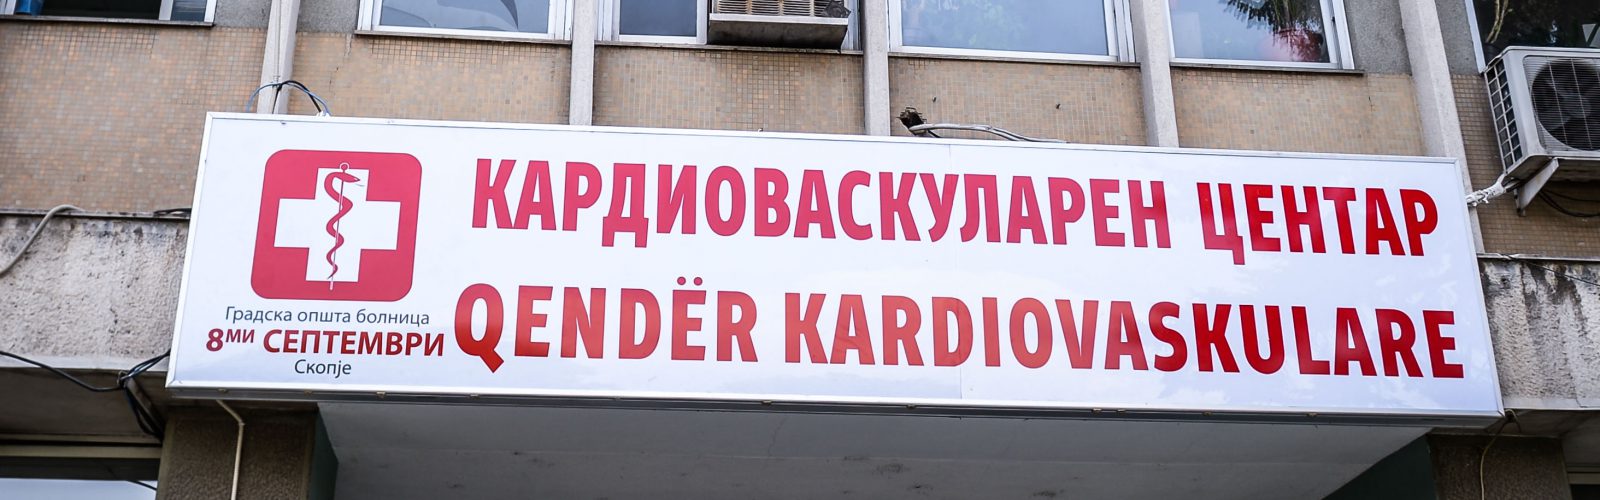 КАРДИОВАСКУЛАРЕН ЦЕНТАР
QENDËR KARDIOVASKULARE
Градска општа болница
8МИ СЕПТЕМВРИ
Скопје